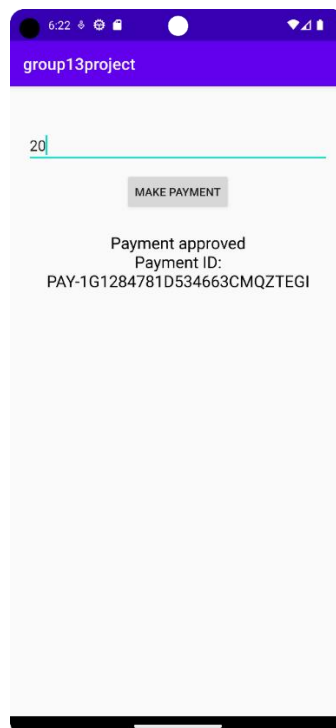 6:22
group13project
20
MAKE PAYMENT
Payment approved
Payment ID:
PAY-1G1284781D534663CMQZTEGI